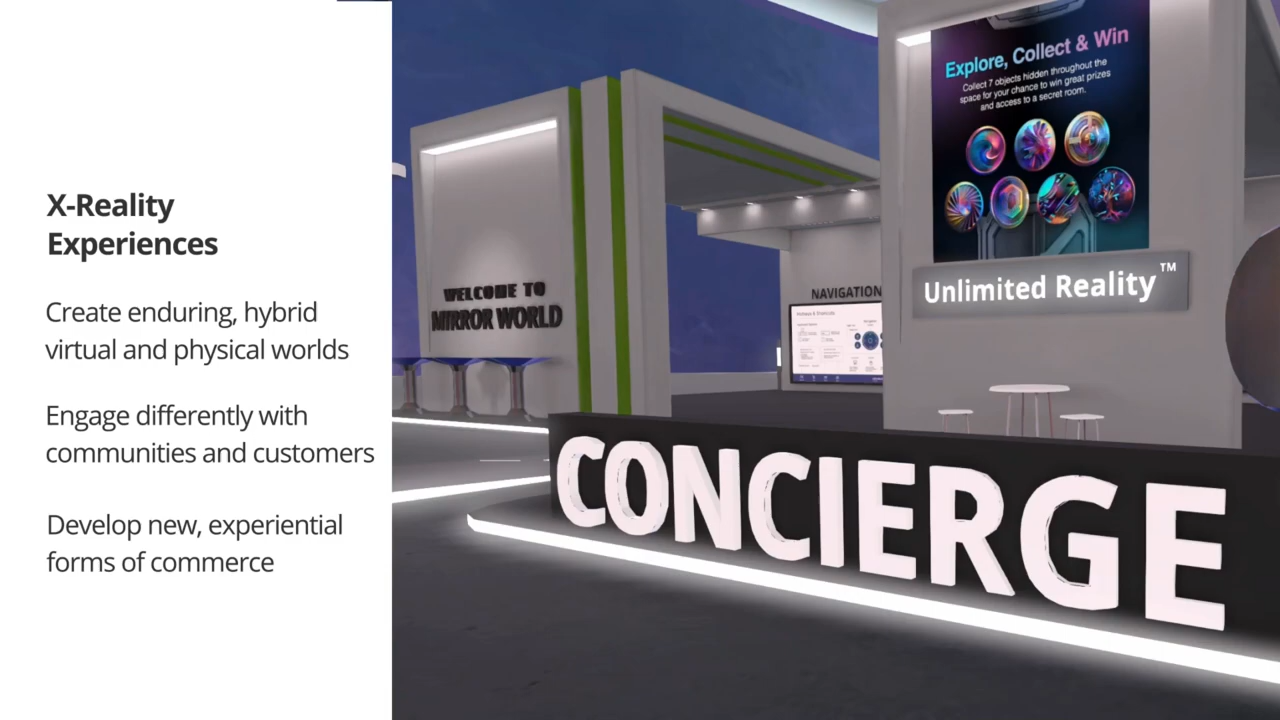 X-Reality
Experiences
Create enduring, hybrid
virtual and physical worlds
Engage differently with
communities and customers
Develop new, experiential
forms of commerce
Explore, Collect & Win
Collect 7 objects hidden throughout the
space for your chance to win great prizes
and access to a secret room.
Unlimited Reality™
WELCOME TO
MIRROR WORLD
NAVIGATION
CONCIERGE